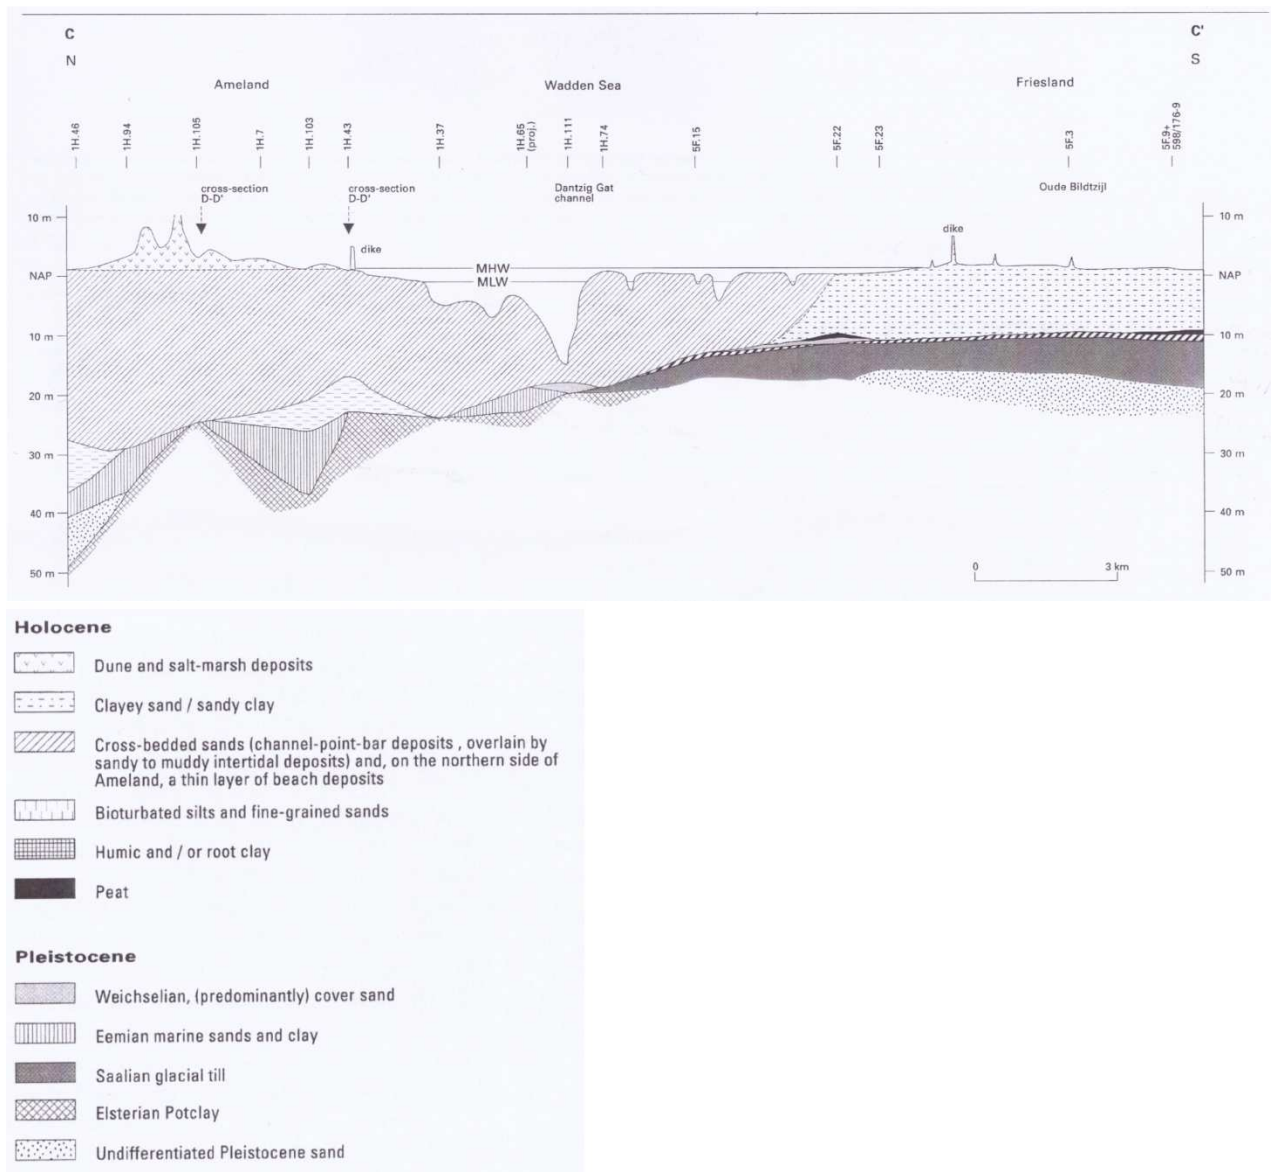 C C'
N S
Ameland Wadden Sea Friesland
1H.46
1H.94
1H.105
1H.7
1H.103
1H.43
1H.37
1H.65
(proj.)
1H.111
1H.74
5F.15
5F.22
5F.23
5F.3
5F.9+
598/176-9
cross-section
D-D'
cross-section
D-D'
Dantzig Gat
channel
Oude Bildtzijl
10 m 10 m
dike dike
MHW
NAP NAP
MLW
10 m 10 m
20 m 20 m
30 m 30 m
40 m 40 m
0 3 km
50 m 50 m
Holocene
Dune and salt-marsh deposits
Clayey sand / sandy clay
Cross-bedded sands (channel-point-bar deposits , overlain by
sandy to muddy intertidal deposits) and, on the northern side of
Ameland, a thin layer of beach deposits
Bioturbated silts and fine-grained sands
Humic and / or root clay
Peat
Pleistocene
Weichselian, (predominantly) cover sand
Eemian marine sands and clay
Saalian glacial till
Elsterian Potclay
Undifferentiated Pleistocene sand